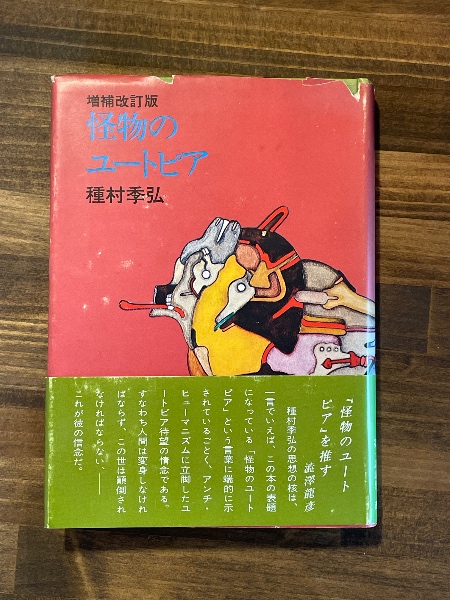 増補改訂版
怪物の
ユートピア
種村季弘
「怪物のユート
ピア」を推す
澁澤龍彦
種村季弘の思想の核は、
一言でいえば、この本の表題
になっている「怪物のユート
ピア」という言葉に端的に示
されているごとく、アンチ・
ヒューマニズムに立脚したユ
ートピア待望の情念である。
すなわち人間は変身しなけれ
ばならず、この世は顛倒され
なければならない、――
これが彼の信念だ。